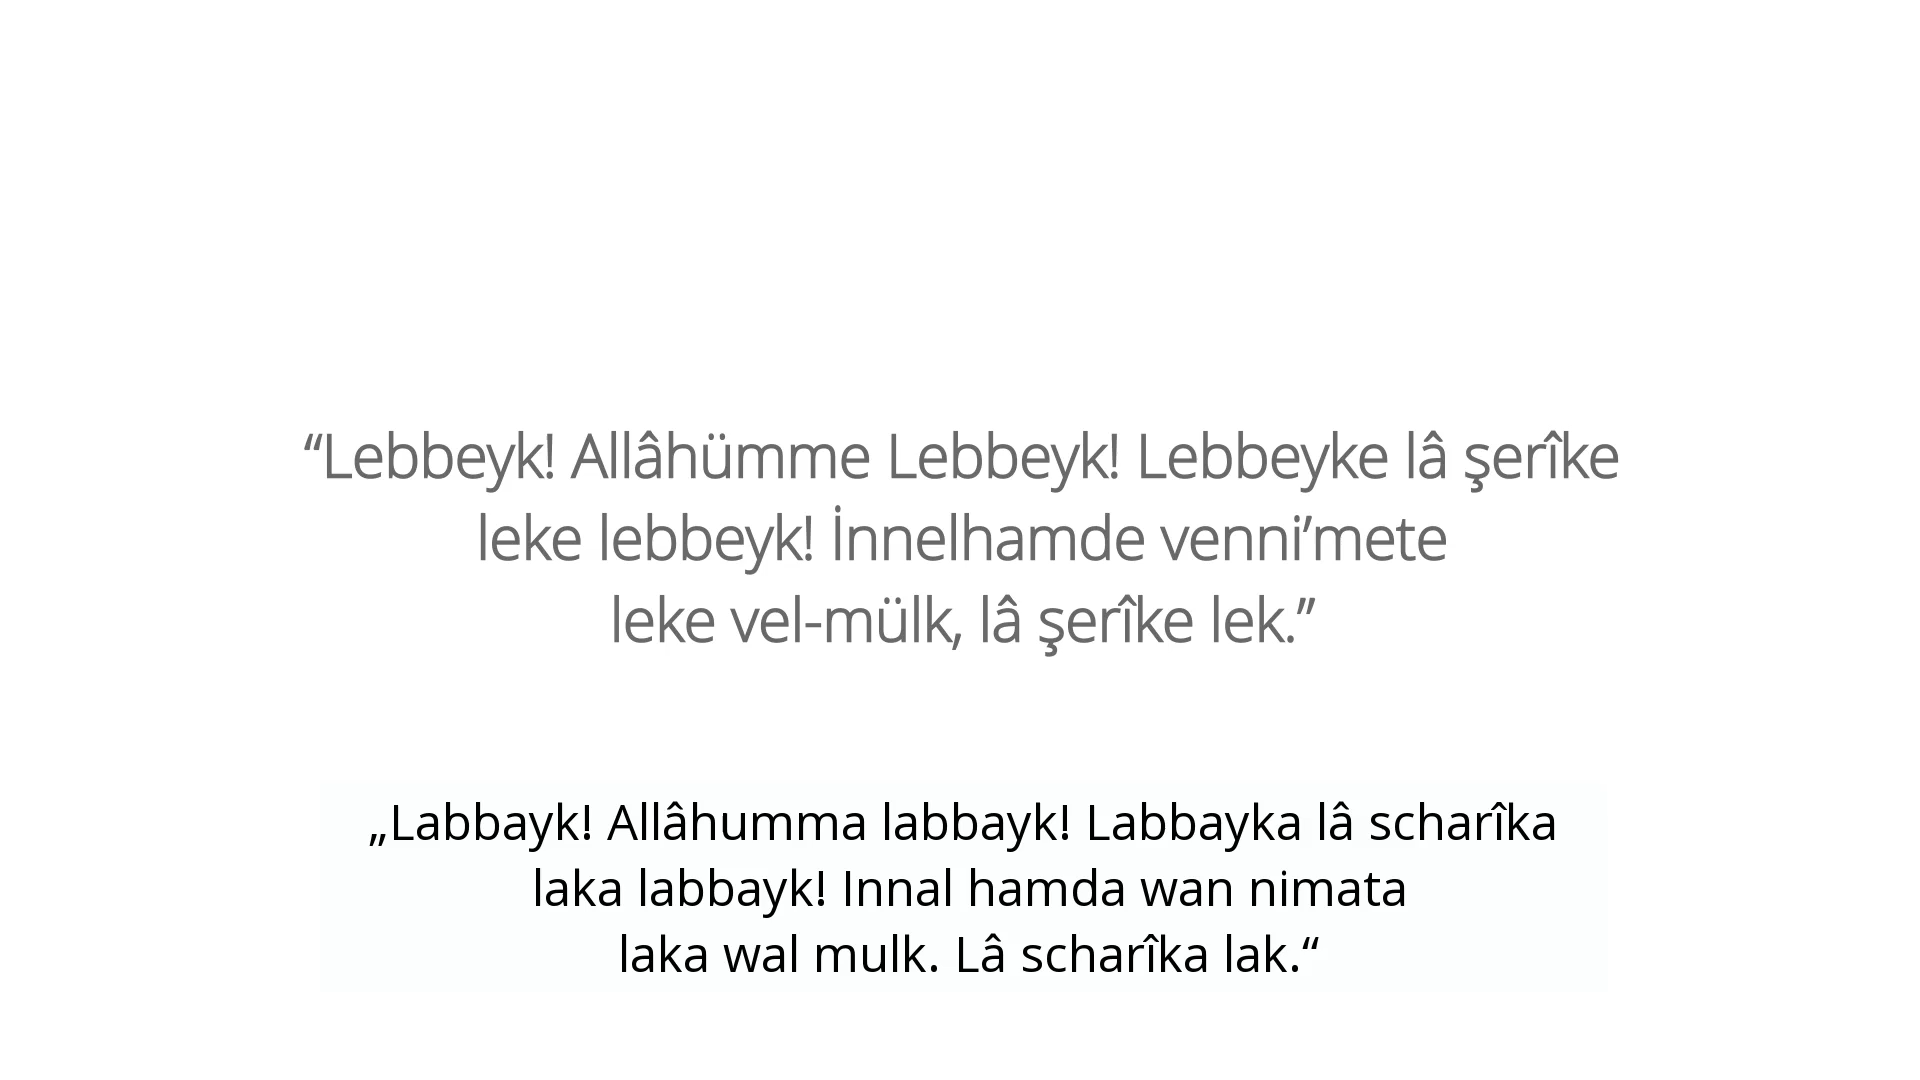 “Lebbeyk! Allâhümme Lebbeyk! Lebbeyke lâ şerîke
leke lebbeyk! İnnelhamde venni’mete
leke vel-mülk, lâ şerîke lek.”
„Labbayk! Allâhumma labbayk! Labbayka lâ scharîka
laka labbayk! Innal hamda wan nimata
laka wal mulk. Lâ scharîka lak.“